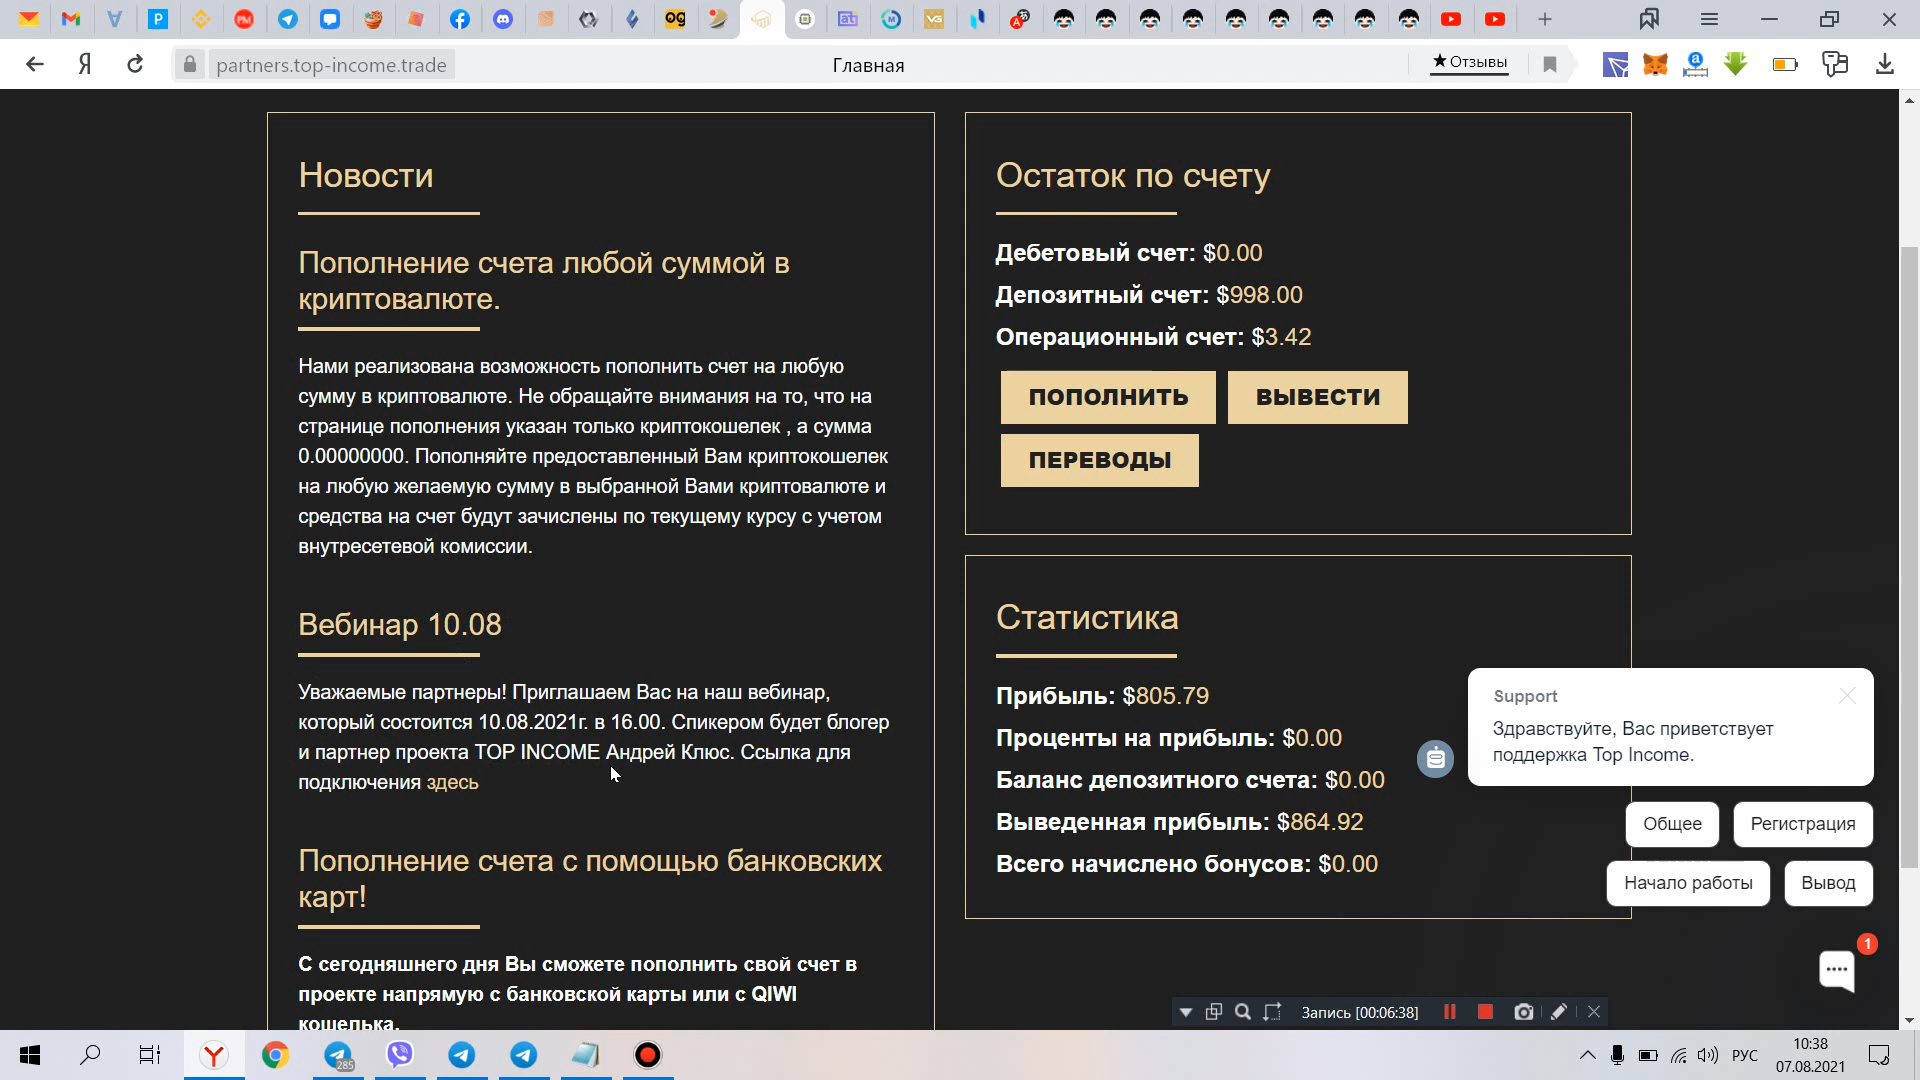 partners.top-income.trade
Главная
★ Отзывы
Новости
Пополнение счета любой суммой в
криптовалюте.
Нами реализована возможность пополнить счет на любую
сумму в криптовалюте. Не обращайте внимания на то, что на
странице пополнения указан только криптокошелек , а сумма
0.00000000. Пополняйте предоставленный Вам криптокошелек
на любую желаемую сумму в выбранной Вами криптовалюте и
средства на счет будут зачислены по текущему курсу с учетом
внутресетевой комиссии.
Вебинар 10.08
Уважаемые партнеры! Приглашаем Вас на наш вебинар,
который состоится 10.08.2021г. в 16.00. Спикером будет блогер
и партнер проекта TOP INCOME Андрей Клюс. Ссылка для
подключения здесь
Пополнение счета с помощью банковских
карт!
С сегодняшнего дня Вы сможете пополнить свой счет в
проекте напрямую с банковской карты или с QIWI
кошелька.
Остаток по счету
Дебетовый счет: $0.00
Депозитный счет: $998.00
Операционный счет: $3.42
ПОПОЛНИТЬ
ВЫВЕСТИ
ПЕРЕВОДЫ
Статистика
Прибыль: $805.79
Проценты на прибыль: $0.00
Баланс депозитного счета: $0.00
Выведенная прибыль: $864.92
Всего начислено бонусов: $0.00
Support
Здравствуйте, Вас приветствует
поддержка Top Income.
Общее
Регистрация
Начало работы
Вывод
1
Запись [00:06:38]
285
РУС
10:38
07.08.2021